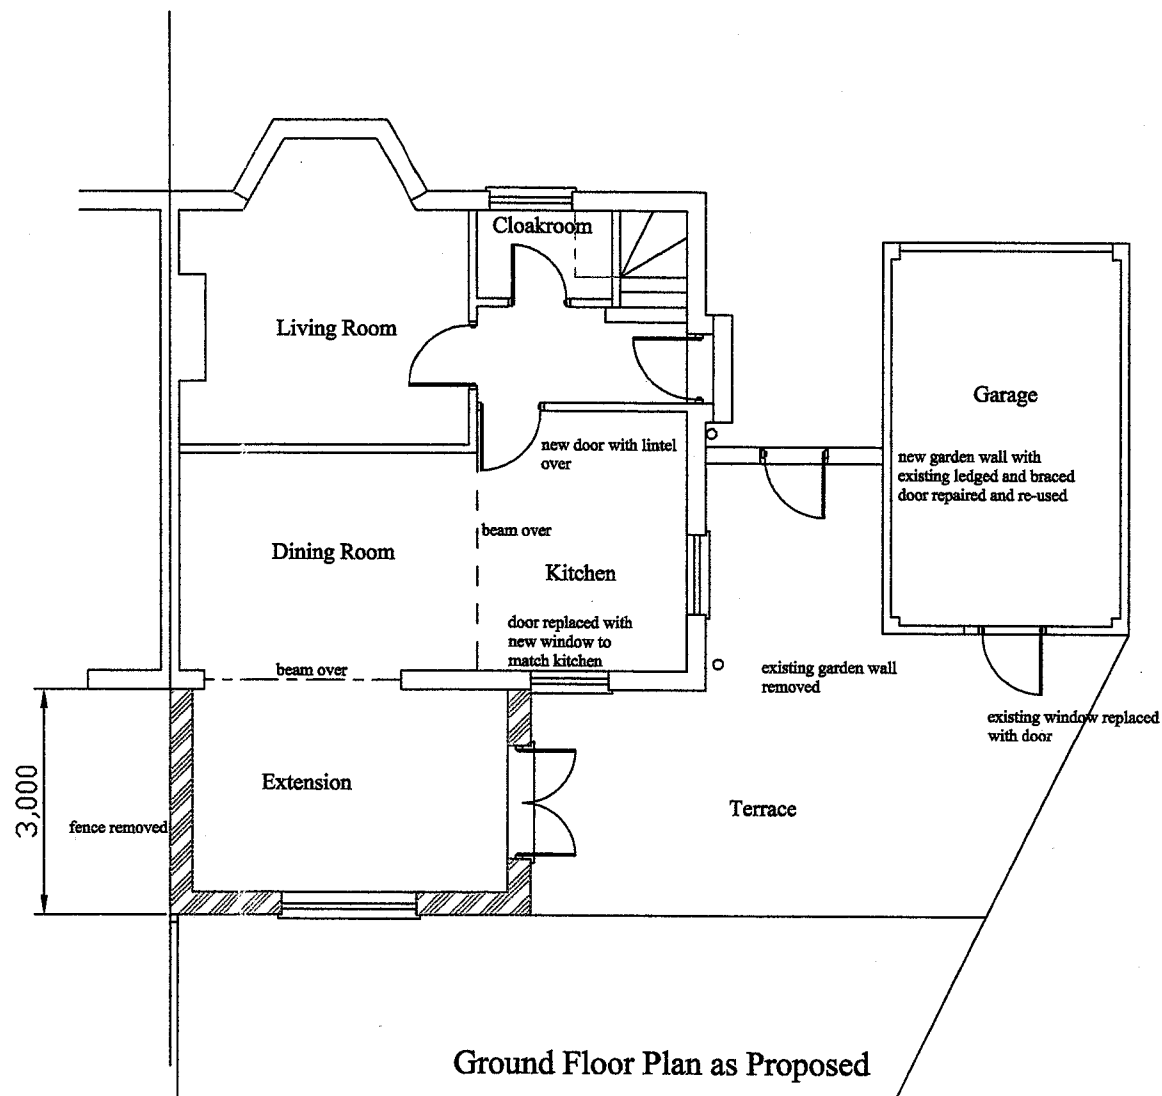 Cloakroom
Living Room
Garage
new door with lintel
over
new garden wall with
existing ledged and braced
door repaired and re-used
beam over
Dining Room
Kitchen
door replaced with
new window to
match kitchen
beam over
existing garden wall
removed
existing window replaced
with door
Extension
3,000
Terrace
fence removed
Ground Floor Plan as Proposed